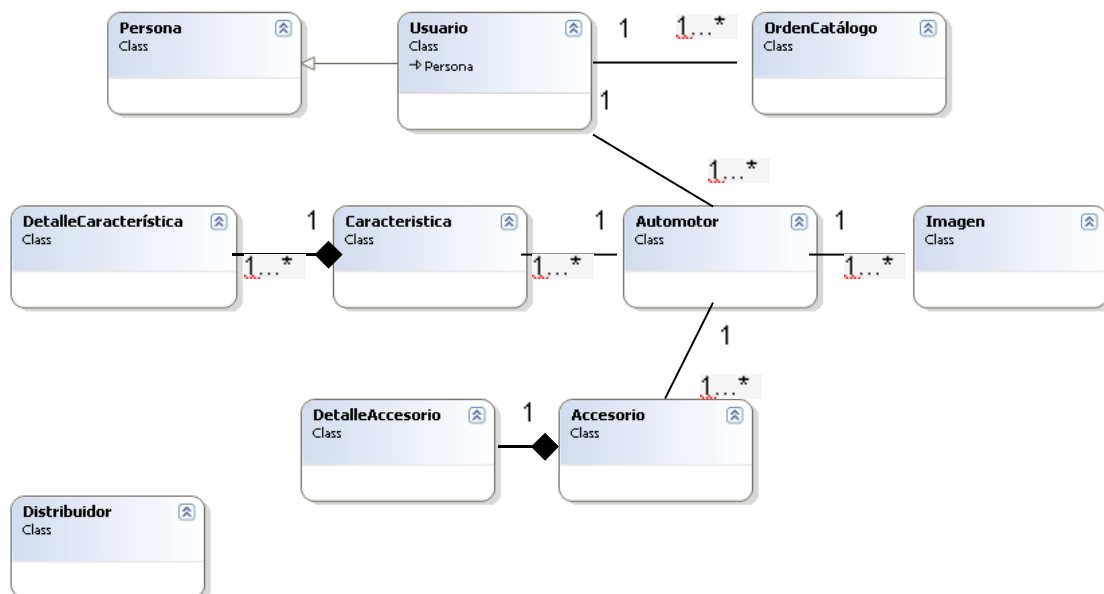 Persona
Class
Usuario
Class
Persona
1
1...*
OrdenCatálogo
Class
1
1...*
DetalleCaracterística
Class
1
1...*
Caracteristica
Class
1
1...*
Automotor
Class
1
1...*
Imagen
Class
1
1...*
DetalleAccesorio
Class
1
Accesorio
Class
Distribuidor
Class